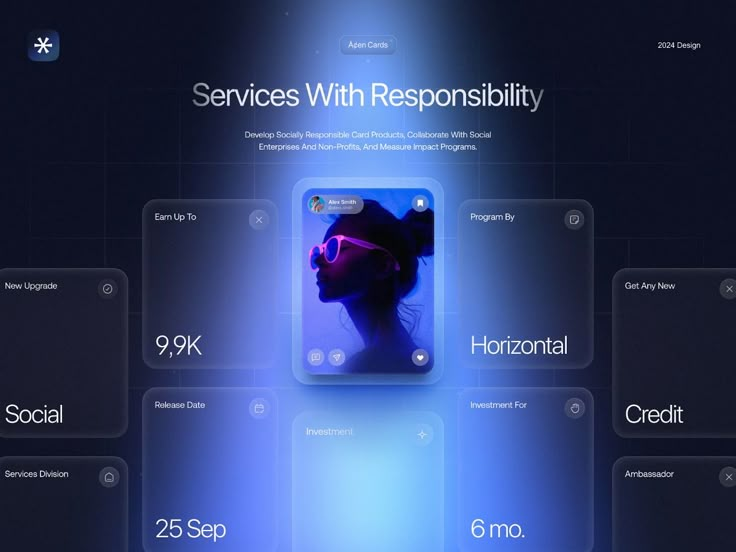 Açen Cards
2024 Design
Services With Responsibility
Develop Socially Responsible Card Products, Collaborate With Social
Enterprises And Non-Profits, And Measure Impact Programs.
Alex Smith
Earn Up To
9,9K
Program By
Horizontal
New Upgrade
Social
Get Any New
Credit
Release Date
25 Sep
Investment
Investment For
6 mo.
Services Division
Ambassador